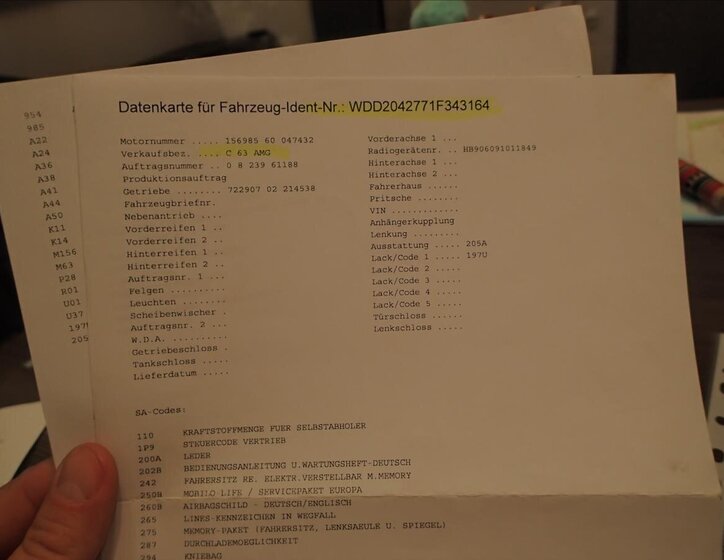 954
985
A22
A24
A36
A38
A41
A44
A50
K11
K14
M156
M63
P28
R01
U01
U37
197
205
Datenkarte für Fahrzeug-Ident-Nr.: WDD2042771F343164
Motornummer ..... 156985 60 047432
Verkaufsbez. .... C 63 AMG
Auftragsnummer .. 0 8 239 61188
Produktionsauftrag
Getriebe ........ 722907 02 214538
Fahrzeugbriefnr.
Nebenantrieb ....
Vorderreifen 1 ..
Vorderreifen 2 ..
Hinterreifen 1 ..
Hinterreifen 2 ..
Auftragsnr. 1 ...
Felgen ..........
Leuchten ........
Scheibenwischer .
Auftragsnr. 2 ...
W.D.A. ..........
Getriebeschloss .
Tankschloss .....
Lieferdatum .....
Vorderachse 1 ...
Radiogerätenr. .. HB906091011849
Hinterachse 1 ...
Hinterachse 2 ...
Fahrerhaus ......
Pritsche ........
VIN .............
Anhängerkupplung
Lenkung .........
Ausstattung ..... 205A
Lack/Code 1 ..... 197U
Lack/Code 2 .....
Lack/Code 3 .....
Lack/Code 4 .....
Lack/Code 5 .....
Türschloss ......
Lenkschloss .....
SA-Codes:
110 KRAFTSTOFFMENGE FUER SELBSTABHOLER
1P9 STEUERCODE VERTRIEB
200A LEDER
202B BEDIENUNGSANLEITUNG U.WARTUNGSHEFT-DEUTSCH
242 FAHRERSITZ RE. ELEKTR.VERSTELLBAR M.MEMORY
250B MOBILO LIFE / SERVICEPAKET EUROPA
260B AIRBAGSCHILD - DEUTSCH/ENGLISCH
265 LINES-KENNZEICHEN IN WEGFALL
275 MEMORY-PAKET (FAHRERSITZ, LENKSAEULE U. SPIEGEL)
287 DURCHLADEMOEGLICHKEIT
294 KNIEBAG